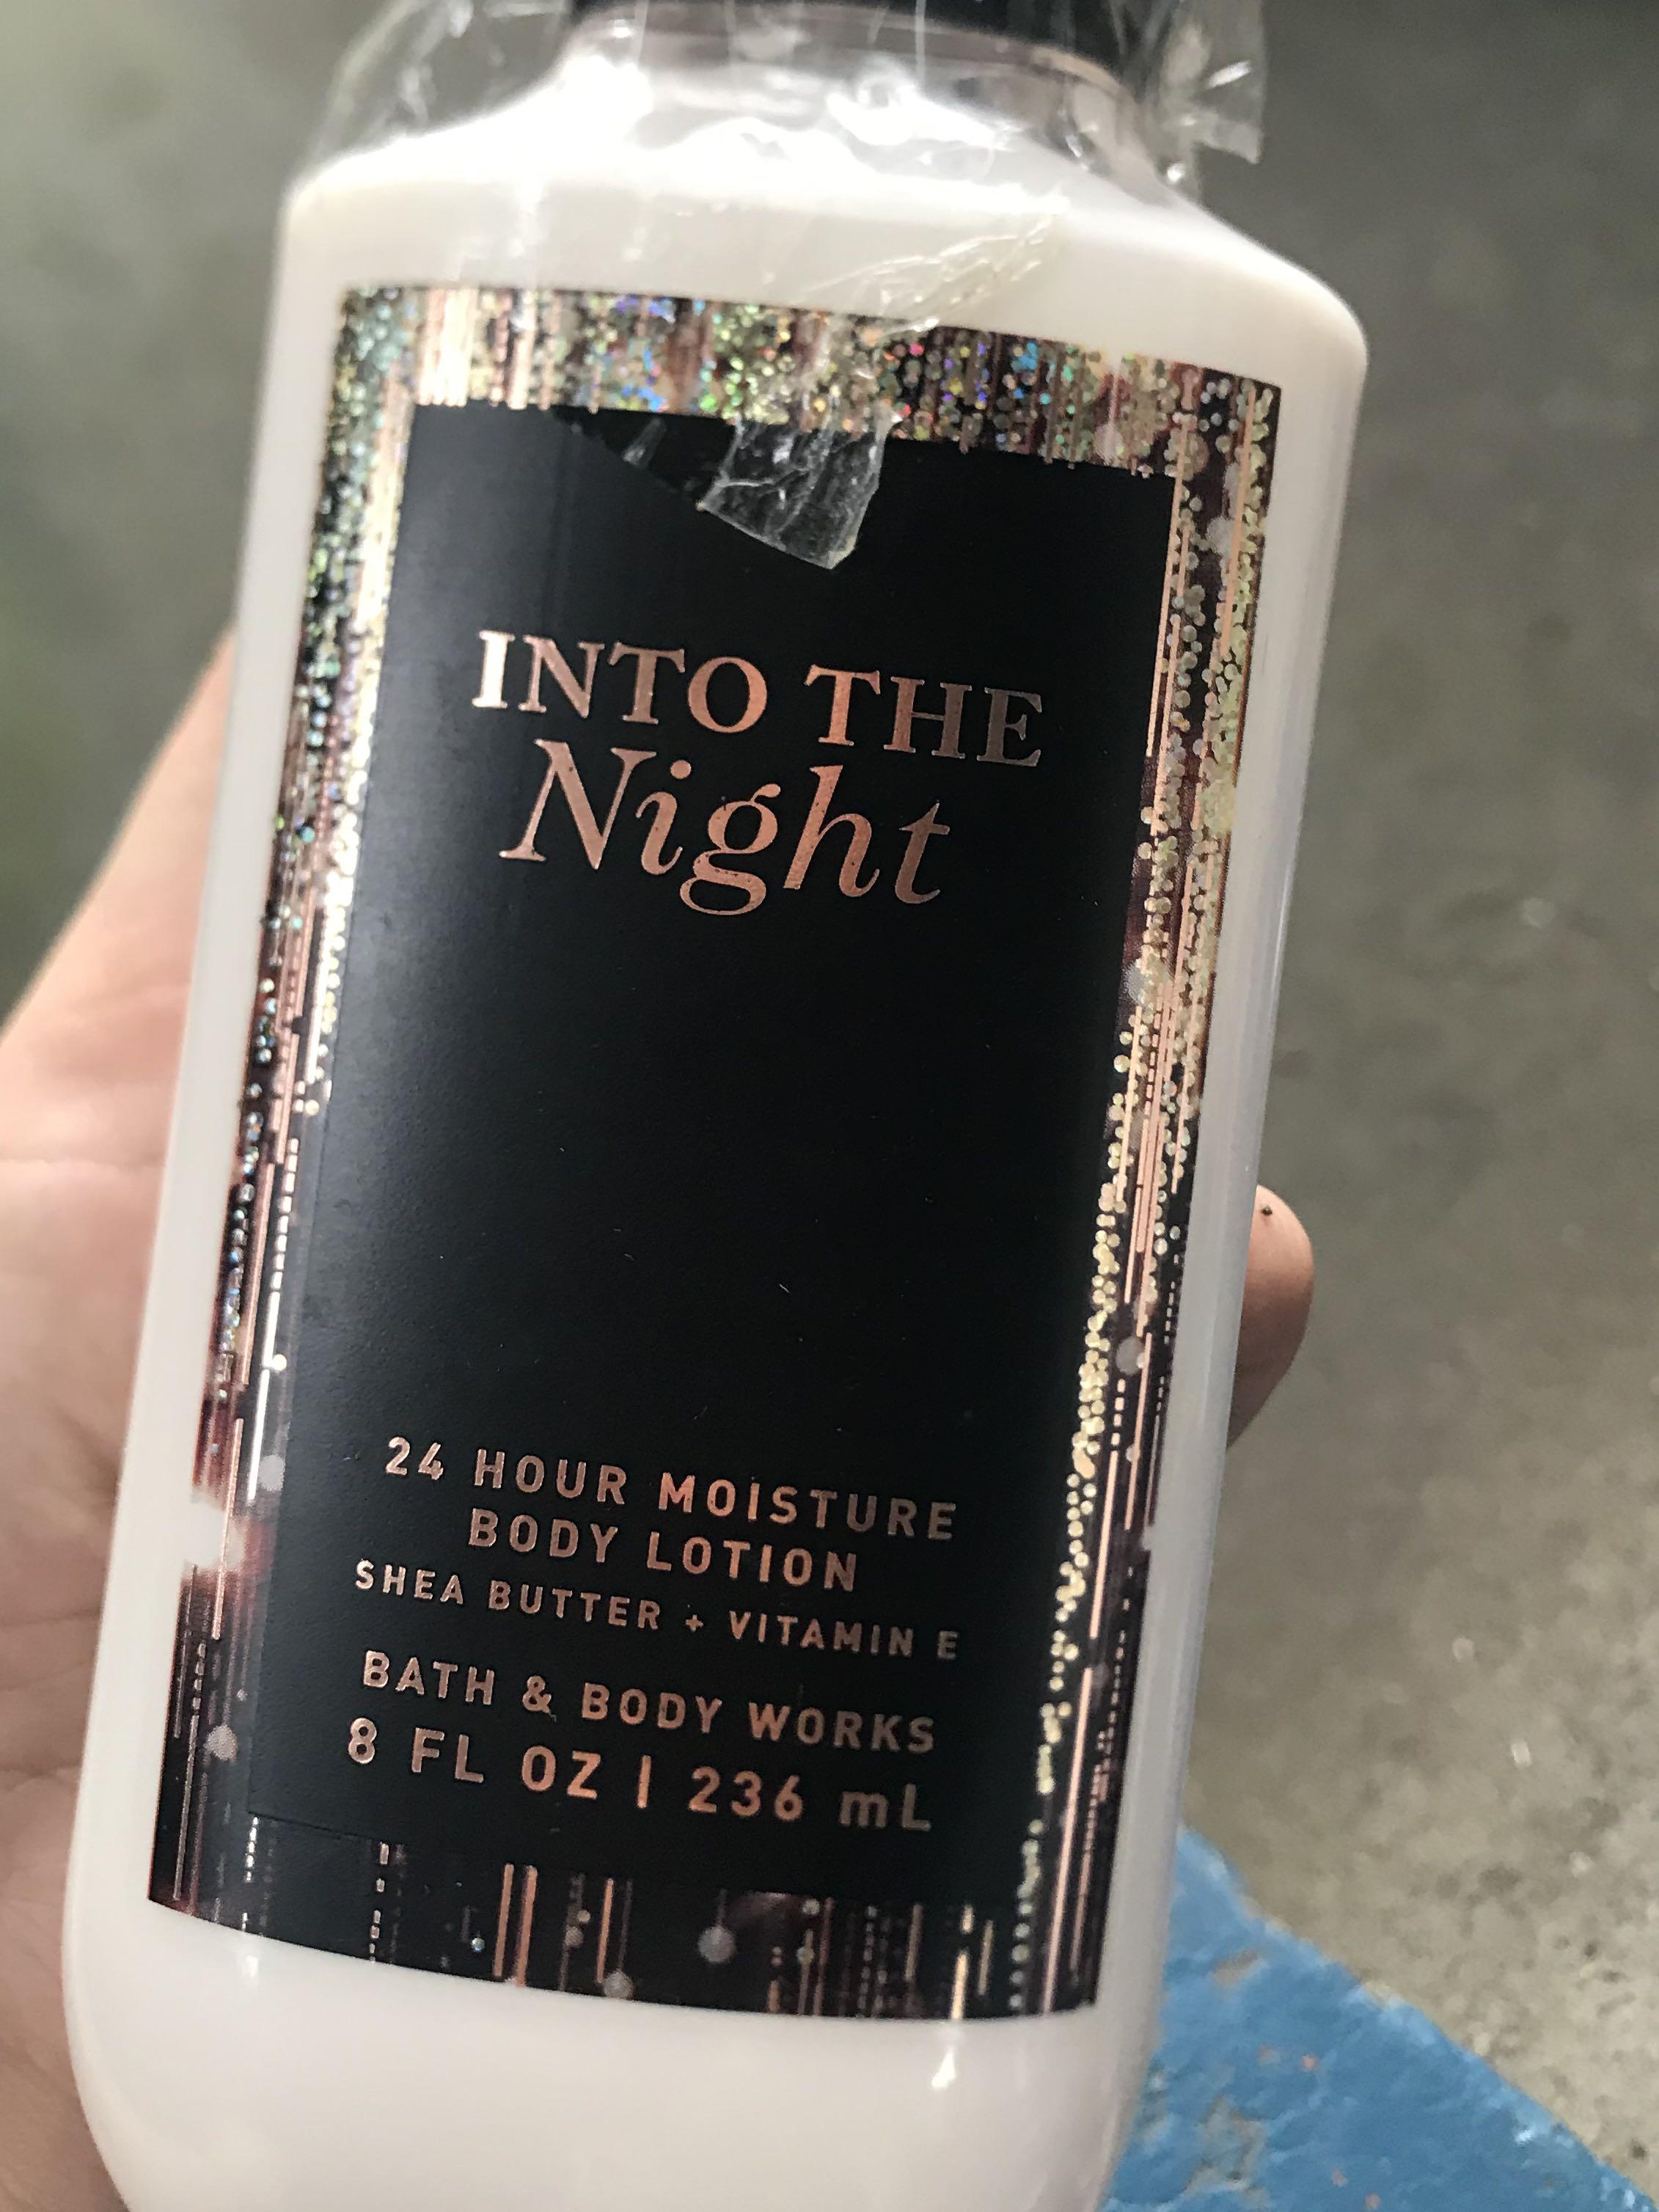 INTO THE
Night
24 HOUR MOISTURE
BODY LOTION
SHEA BUTTER + VITAMIN E
BATH & BODY WORKS
8 FL OZ | 236 mL